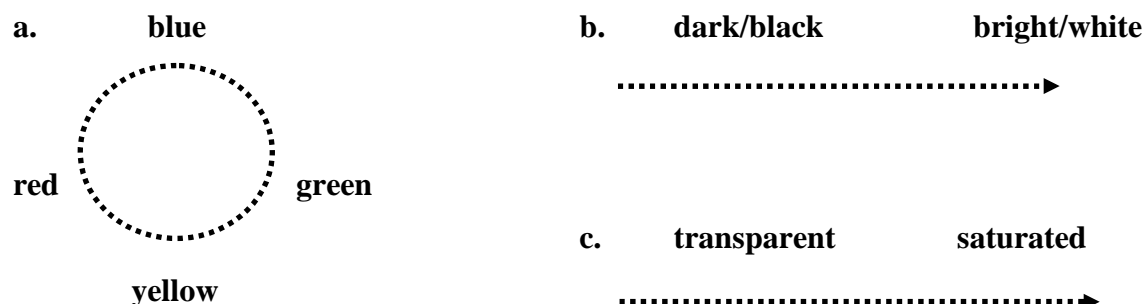 a. blue
red green
yellow
b. dark/black bright/white
c. transparent saturated